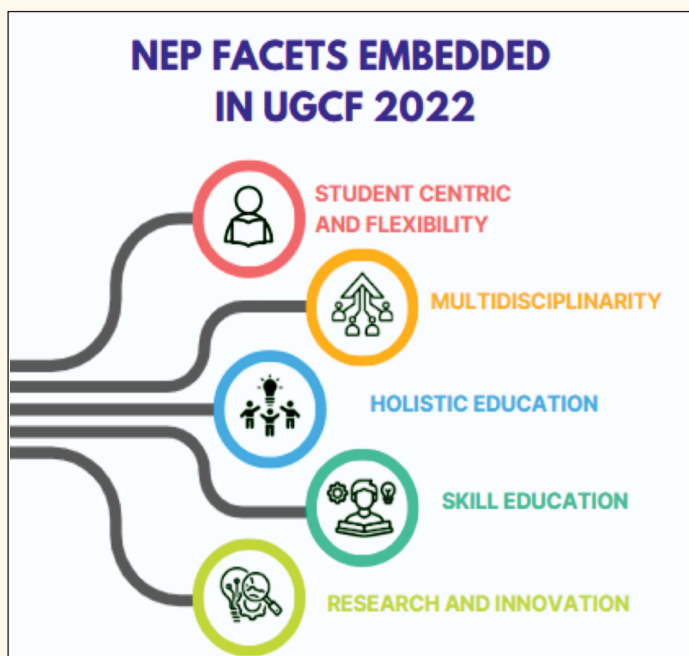 NEP FACETS EMBEDDED
IN UGCF 2022
STUDENT CENTRIC
AND FLEXIBILITY
MULTIDISCIPLINARITY
HOLISTIC EDUCATION
SKILL EDUCATION
RESEARCH AND INNOVATION